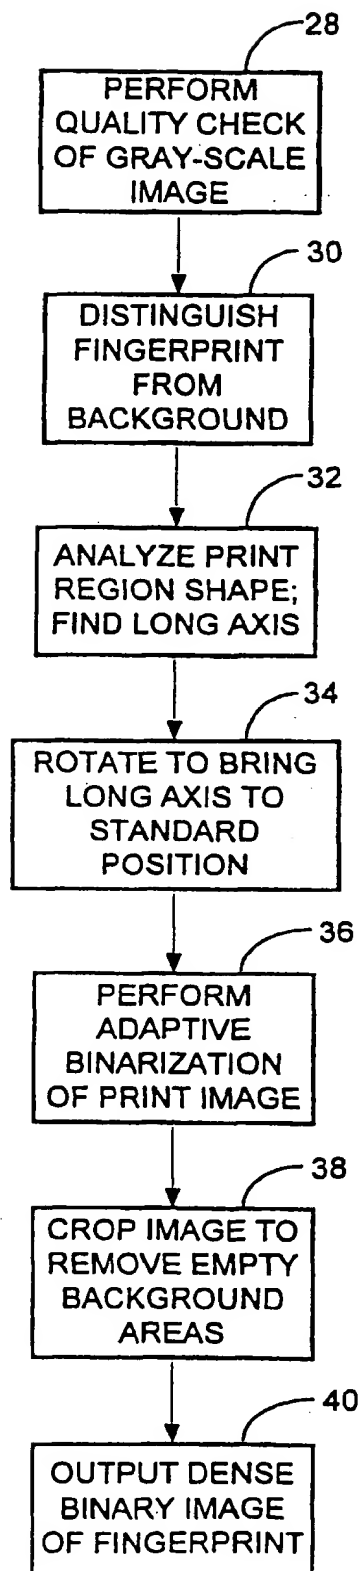 28
PERFORM
QUALITY CHECK
OF GRAY-SCALE
IMAGE
30
DISTINGUISH
FINGERPRINT
FROM
BACKGROUND
32
ANALYZE PRINT
REGION SHAPE;
FIND LONG AXIS
34
ROTATE TO BRING
LONG AXIS TO
STANDARD
POSITION
36
PERFORM
ADAPTIVE
BINARIZATION
OF PRINT IMAGE
38
CROP IMAGE TO
REMOVE EMPTY
BACKGROUND
AREAS
40
OUTPUT DENSE
BINARY IMAGE
OF FINGERPRINT